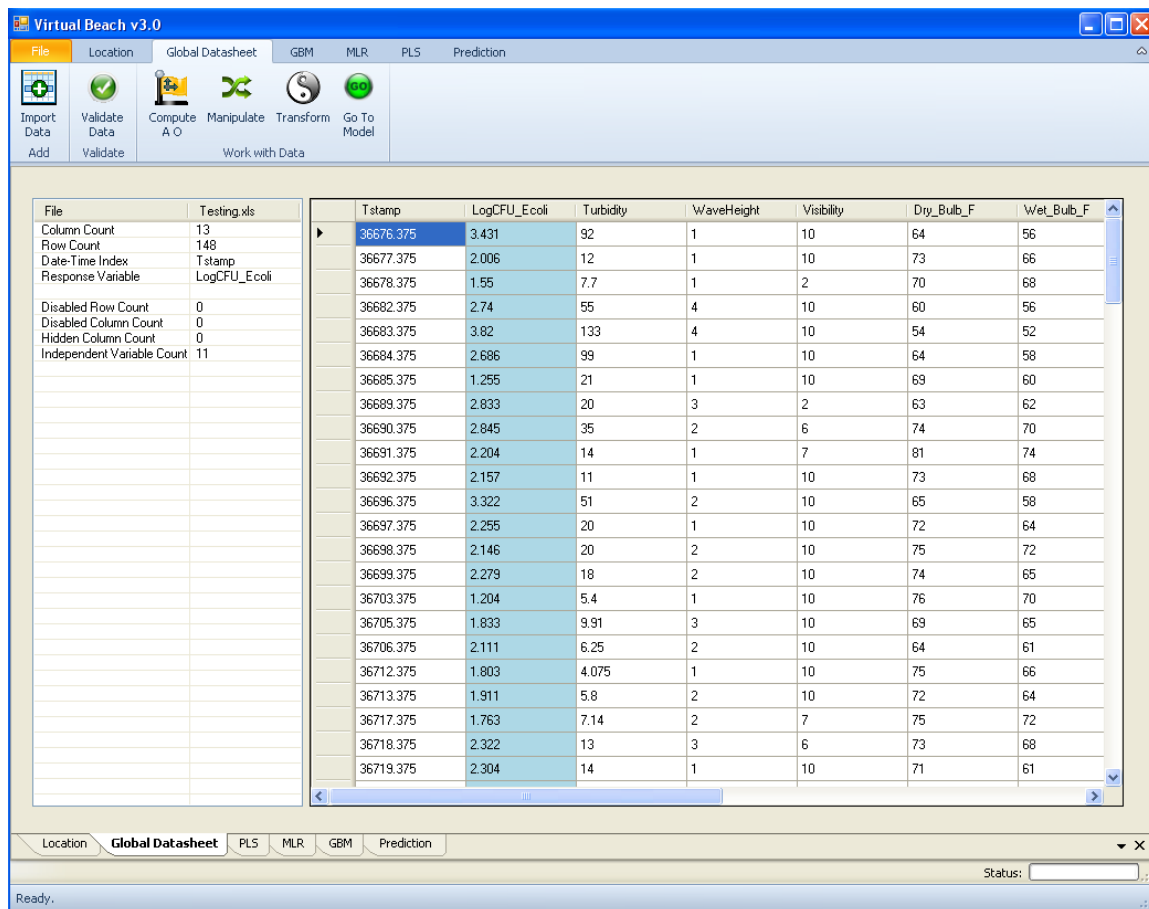 Virtual Beach v3.0
File Location Global Datasheet GBM MLR PLS Prediction
Import Data Validate Data Compute A O Manipulate Transform Go To Model
Add Validate Work with Data
File Testing.xls
Column Count 13
Row Count 148
Date-Time Index Tstamp
Response Variable LogCFU_Ecoli
Disabled Row Count 0
Disabled Column Count 0
Hidden Column Count 0
Independent Variable Count 11
Tstamp LogCFU_Ecoli Turbidity WaveHeight Visibility Dry_Bulb_F Wet_Bulb_F
36676.375 3.431 92 1 10 64 56
36677.375 2.006 12 1 10 73 66
36678.375 1.55 7.7 1 2 70 68
36682.375 2.74 55 4 10 60 56
36683.375 3.82 133 4 10 54 52
36684.375 2.686 99 1 10 64 58
36685.375 1.255 21 1 10 69 60
36689.375 2.833 20 3 2 63 62
36690.375 2.845 35 2 6 74 70
36691.375 2.204 14 1 7 81 74
36692.375 2.157 11 1 10 73 68
36696.375 3.322 51 2 10 65 58
36697.375 2.255 20 1 10 72 64
36698.375 2.146 20 2 10 75 72
36699.375 2.279 18 2 10 74 65
36703.375 1.204 5.4 1 10 76 70
36705.375 1.833 9.91 3 10 69 65
36706.375 2.111 6.25 2 10 64 61
36712.375 1.803 4.075 1 10 75 66
36713.375 1.911 5.8 2 10 72 64
36717.375 1.763 7.14 2 7 75 72
36718.375 2.322 13 3 6 73 68
36719.375 2.304 14 1 10 71 61
Location Global Datasheet PLS MLR GBM Prediction
Status:
Ready.